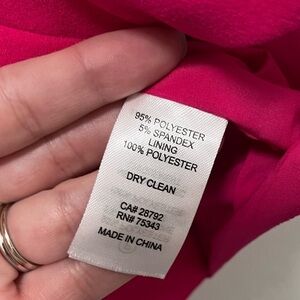 95% POLYESTER
5% SPANDEX
LINING
100% POLYESTER
DRY CLEAN
CA# 28792
RN# 75343
MADE IN CHINA